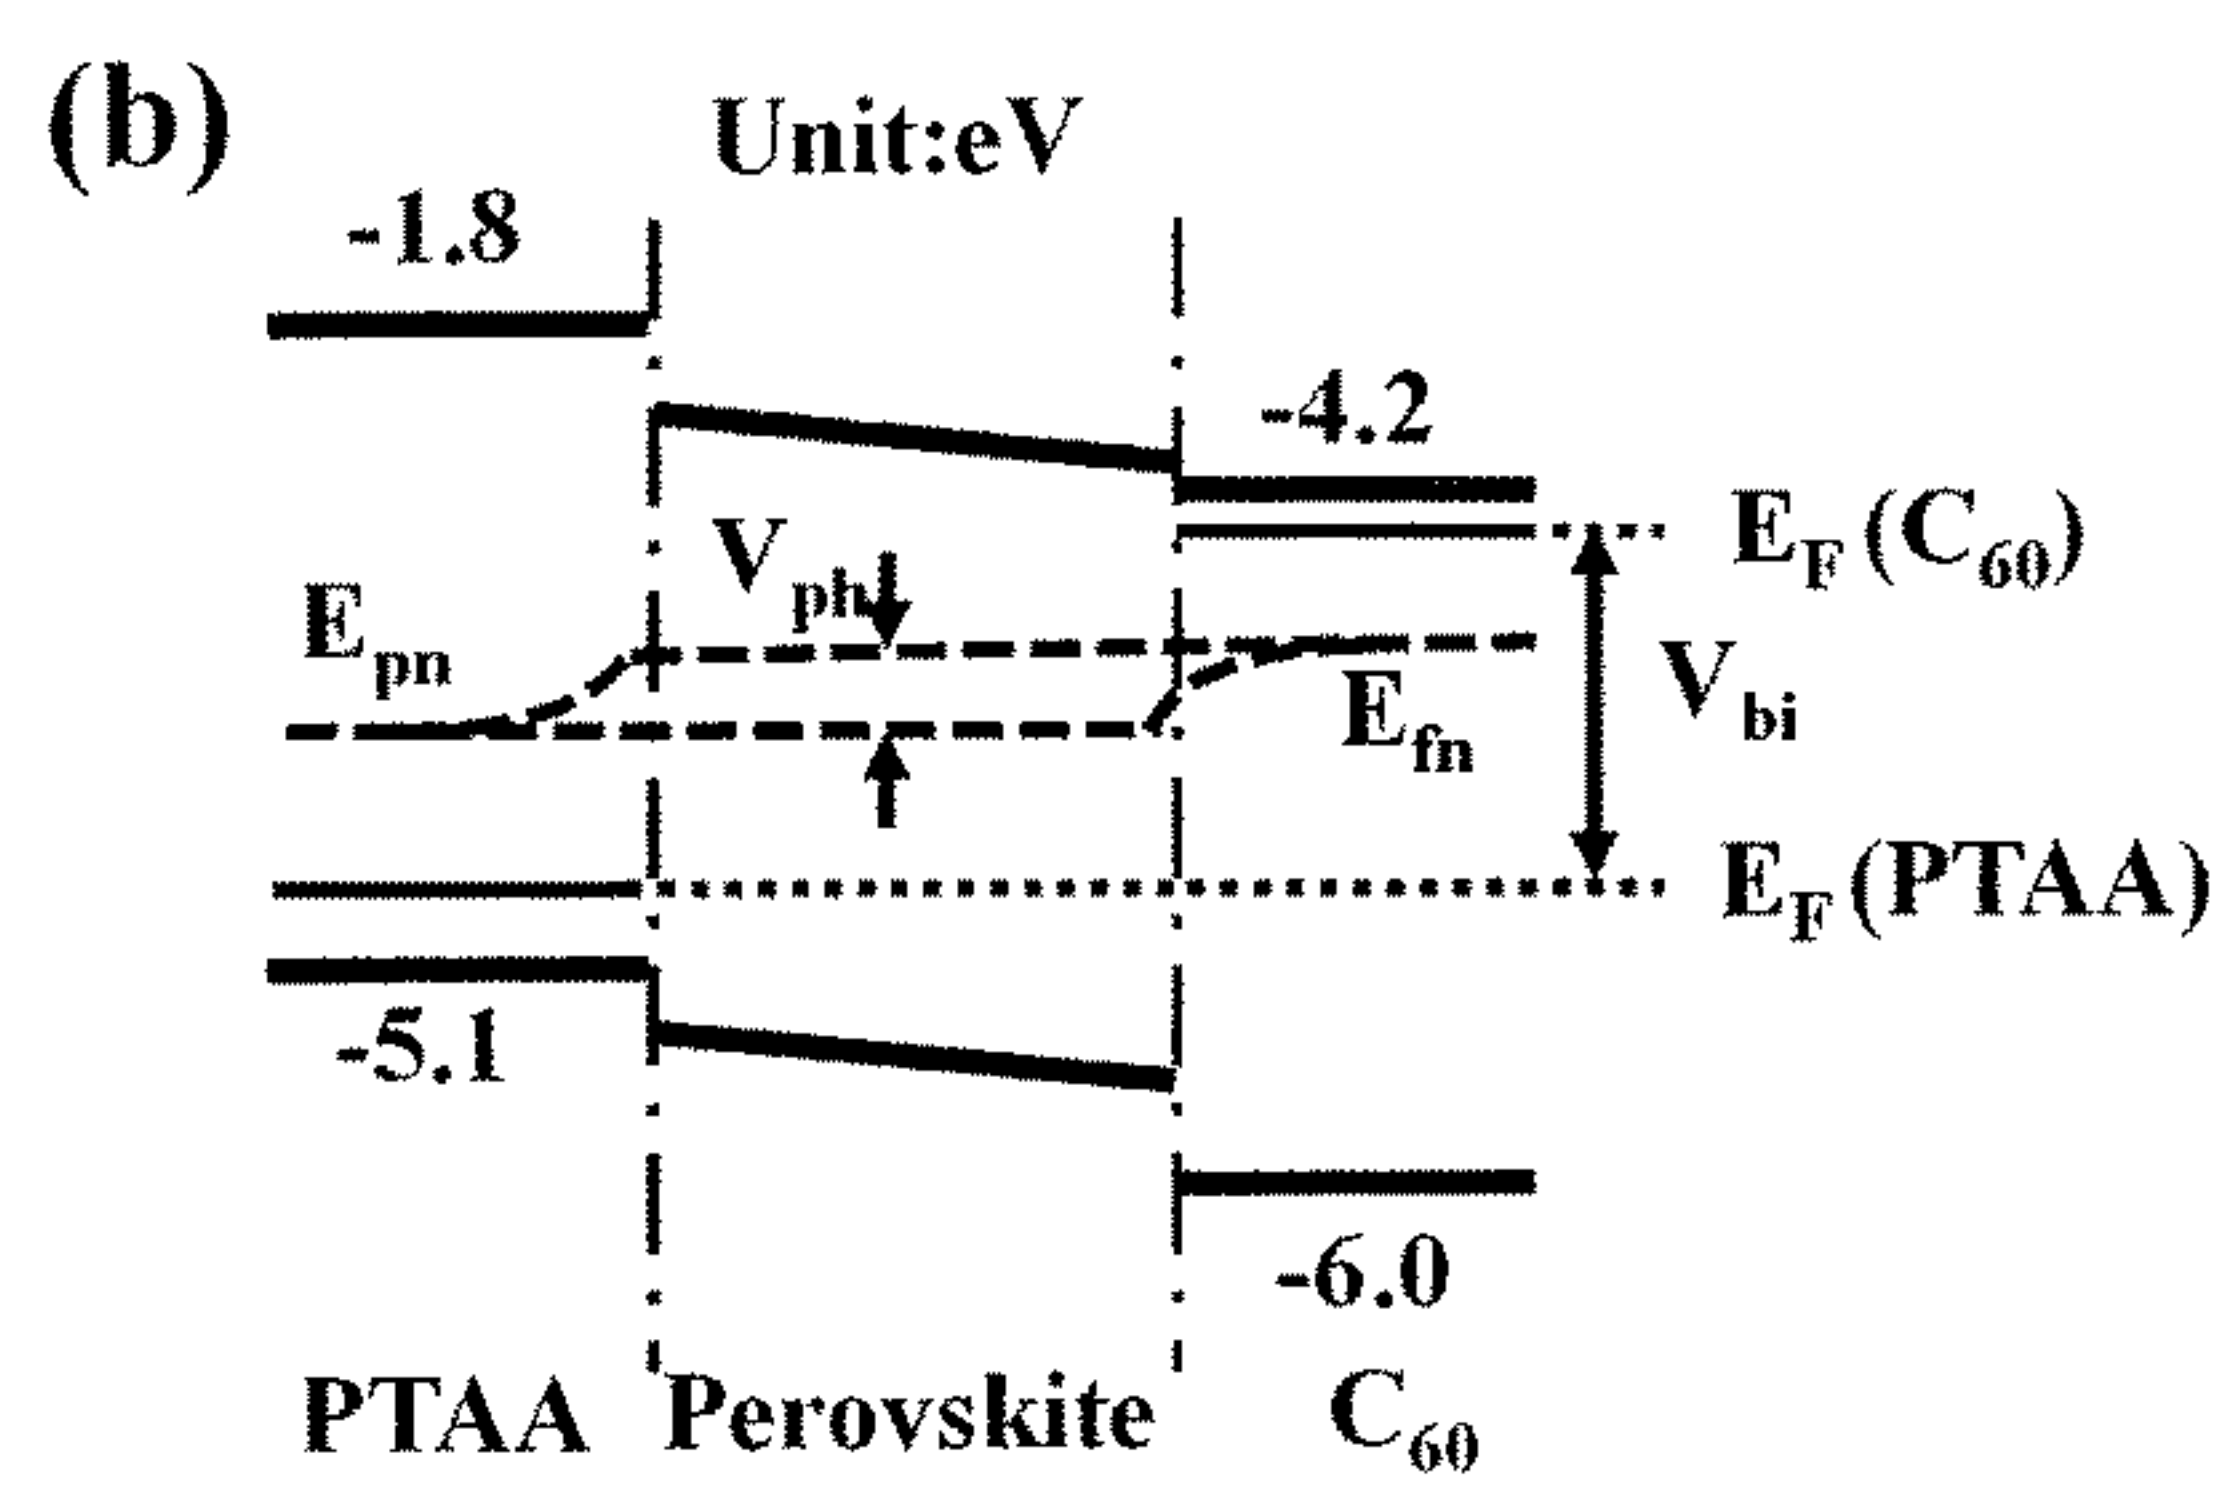 (b)
Unit:eV
-1.8
-4.2
E_F (C_60)
V_ph
E_pn
E_fn
V_bi
E_F (PTAA)
-5.1
-6.0
PTAA Perovskite C_60